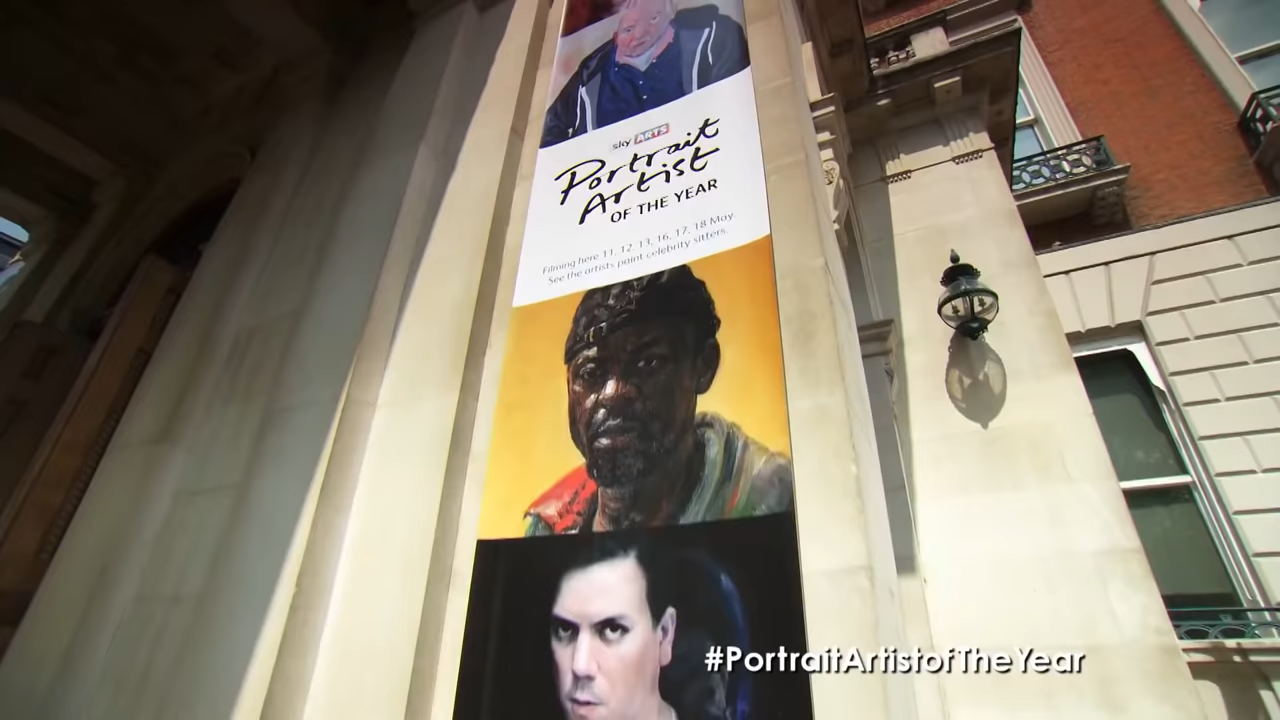 sky ARTS
Portrait
Artist
OF THE YEAR
Filming here 11, 12, 13, 16, 17, 18 May.
See the artists paint celebrity sitters.
#PortraitArtistofTheYear